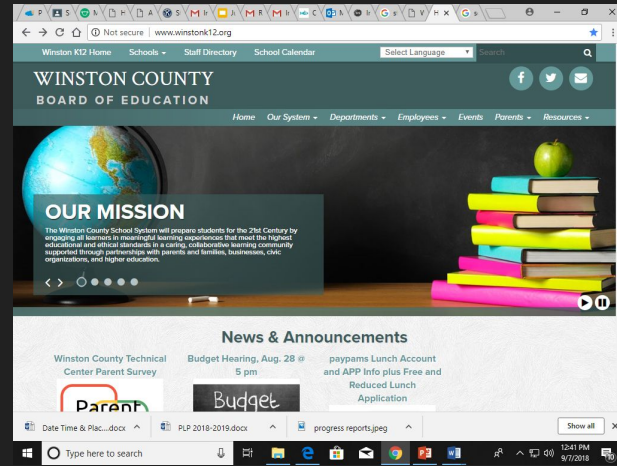 P
S
M
H
A
S
M Ir
Ji
M R
M Ir
C
Ir
G s
V
H X
G s
Not secure | www.winstonk12.org
Winston K12 Home Schools Staff Directory School Calendar Select Language Search
WINSTON COUNTY
BOARD OF EDUCATION
Home Our System Departments Employees Events Parents Resources
OUR MISSION
The Winston County School System will prepare students for the 21st Century by
engaging all learners in meaningful learning experiences that meet the highest
educational and ethical standards in a caring, collaborative learning community
supported through partnerships with parents and families, businesses, civic
organizations, and higher education.
News & Announcements
Winston County Technical
Center Parent Survey
Budget Hearing, Aug. 28 @
5 pm
paypams Lunch Account
and APP Info plus Free and
Reduced Lunch
Application
Parent
Budget
Date Time & Plac....docx PLP 2018-2019.docx progress reports.jpeg Show all
Type here to search
12:41 PM
9/7/2018